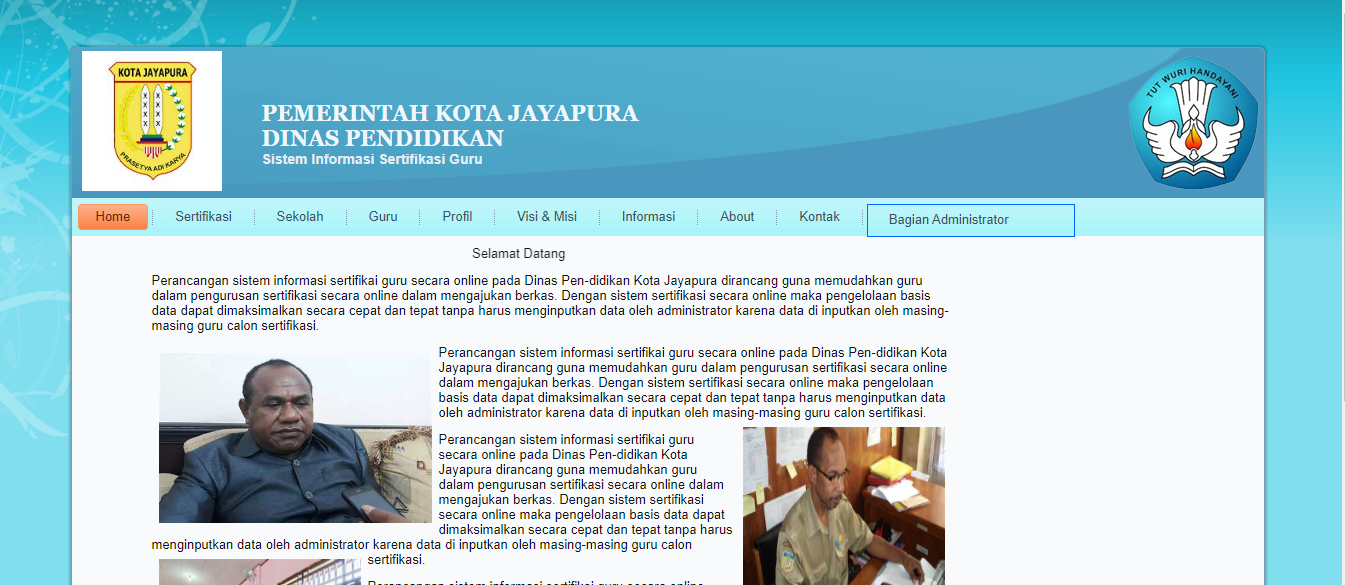 KOTA JAYAPURA
PRASETYA ADI KARYA
PEMERINTAH KOTA JAYAPURA
DINAS PENDIDIKAN
Sistem Informasi Sertifikasi Guru
TUT WURI HANDAYANI
Home Sertifikasi Sekolah Guru Profil Visi & Misi Informasi About Kontak Bagian Administrator
Selamat Datang
Perancangan sistem informasi sertifikai guru secara online pada Dinas Pen-didikan Kota Jayapura dirancang guna memudahkan guru
dalam pengurusan sertifikasi secara online dalam mengajukan berkas. Dengan sistem sertifikasi secara online maka pengelolaan basis
data dapat dimaksimalkan secara cepat dan tepat tanpa harus menginputkan data oleh administrator karena data di inputkan oleh masing-
masing guru calon sertifikasi.
Perancangan sistem informasi sertifikai guru secara online pada Dinas Pen-didikan Kota
Jayapura dirancang guna memudahkan guru dalam pengurusan sertifikasi secara online
dalam mengajukan berkas. Dengan sistem sertifikasi secara online maka pengelolaan
basis data dapat dimaksimalkan secara cepat dan tepat tanpa harus menginputkan data
oleh administrator karena data di inputkan oleh masing-masing guru calon sertifikasi.
Perancangan sistem informasi sertifikai guru
secara online pada Dinas Pen-didikan Kota
Jayapura dirancang guna memudahkan guru
dalam pengurusan sertifikasi secara online dalam
mengajukan berkas. Dengan sistem sertifikasi
secara online maka pengelolaan basis data dapat
dimaksimalkan secara cepat dan tepat tanpa harus
menginputkan data oleh administrator karena data di inputkan oleh masing-masing guru calon
sertifikasi.
Perancangan sistem informasi sertifikai guru secara online